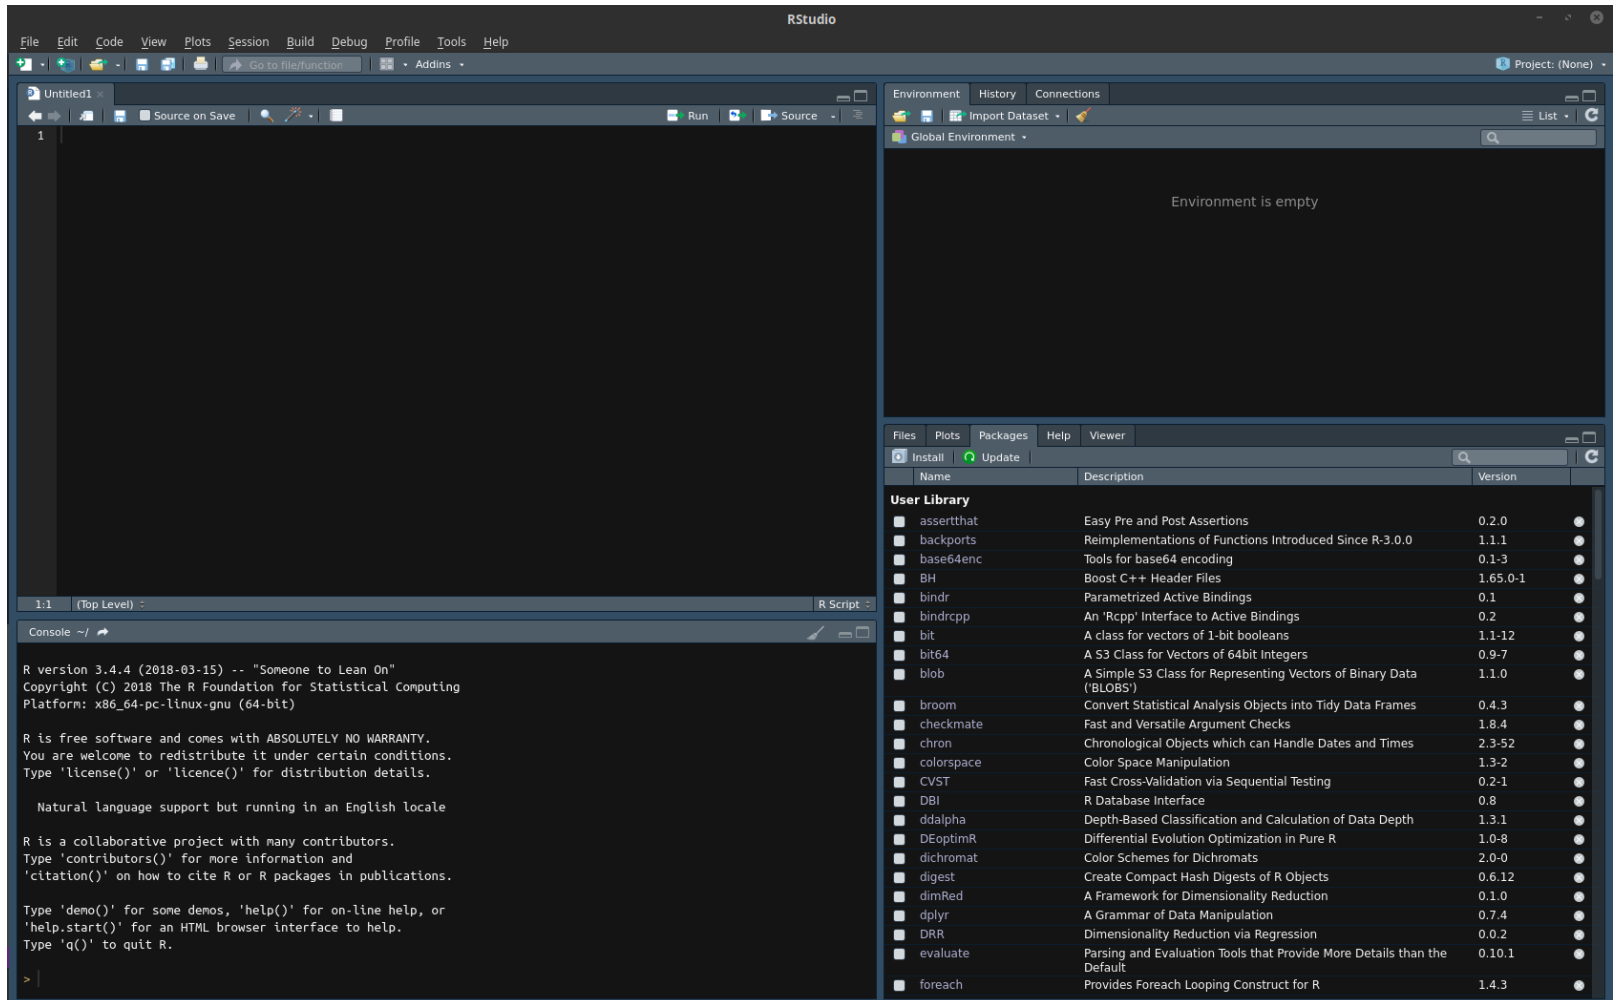 RStudio
File Edit Code View Plots Session Build Debug Profile Tools Help
Go to file/function Addins Project: (None)
Untitled1
Source on Save Run Source
1
1:1 (Top Level) R Script
Console ~/
R version 3.4.4 (2018-03-15) -- "Someone to Lean On"
Copyright (C) 2018 The R Foundation for Statistical Computing
Platform: x86_64-pc-linux-gnu (64-bit)
R is free software and comes with ABSOLUTELY NO WARRANTY.
You are welcome to redistribute it under certain conditions.
Type 'license()' or 'licence()' for distribution details.
Natural language support but running in an English locale
R is a collaborative project with many contributors.
Type 'contributors()' for more information and
'citation()' on how to cite R or R packages in publications.
Type 'demo()' for some demos, 'help()' for on-line help, or
'help.start()' for an HTML browser interface to help.
Type 'q()' to quit R.
>
Environment History Connections
Import Dataset List
Global Environment
Environment is empty
Files Plots Packages Help Viewer
Install Update
Name Description Version
User Library
assertthat Easy Pre and Post Assertions 0.2.0
backports Reimplementations of Functions Introduced Since R-3.0.0 1.1.1
base64enc Tools for base64 encoding 0.1-3
BH Boost C++ Header Files 1.65.0-1
bindr Parametrized Active Bindings 0.1
bindrcpp An 'Rcpp' Interface to Active Bindings 0.2
bit A class for vectors of 1-bit booleans 1.1-12
bit64 A S3 Class for Vectors of 64bit Integers 0.9-7
blob A Simple S3 Class for Representing Vectors of Binary Data 1.1.0
('BLOBS')
broom Convert Statistical Analysis Objects into Tidy Data Frames 0.4.3
checkmate Fast and Versatile Argument Checks 1.8.4
chron Chronological Objects which can Handle Dates and Times 2.3-52
colorspace Color Space Manipulation 1.3-2
CVST Fast Cross-Validation via Sequential Testing 0.2-1
DBI R Database Interface 0.8
ddalpha Depth-Based Classification and Calculation of Data Depth 1.3.1
DEoptimR Differential Evolution Optimization in Pure R 1.0-8
dichromat Color Schemes for Dichromats 2.0-0
digest Create Compact Hash Digests of R Objects 0.6.12
dimRed A Framework for Dimensionality Reduction 0.1.0
dplyr A Grammar of Data Manipulation 0.7.4
DRR Dimensionality Reduction via Regression 0.0.2
evaluate Parsing and Evaluation Tools that Provide More Details than the 0.10.1
Default
foreach Provides Foreach Looping Construct for R 1.4.3